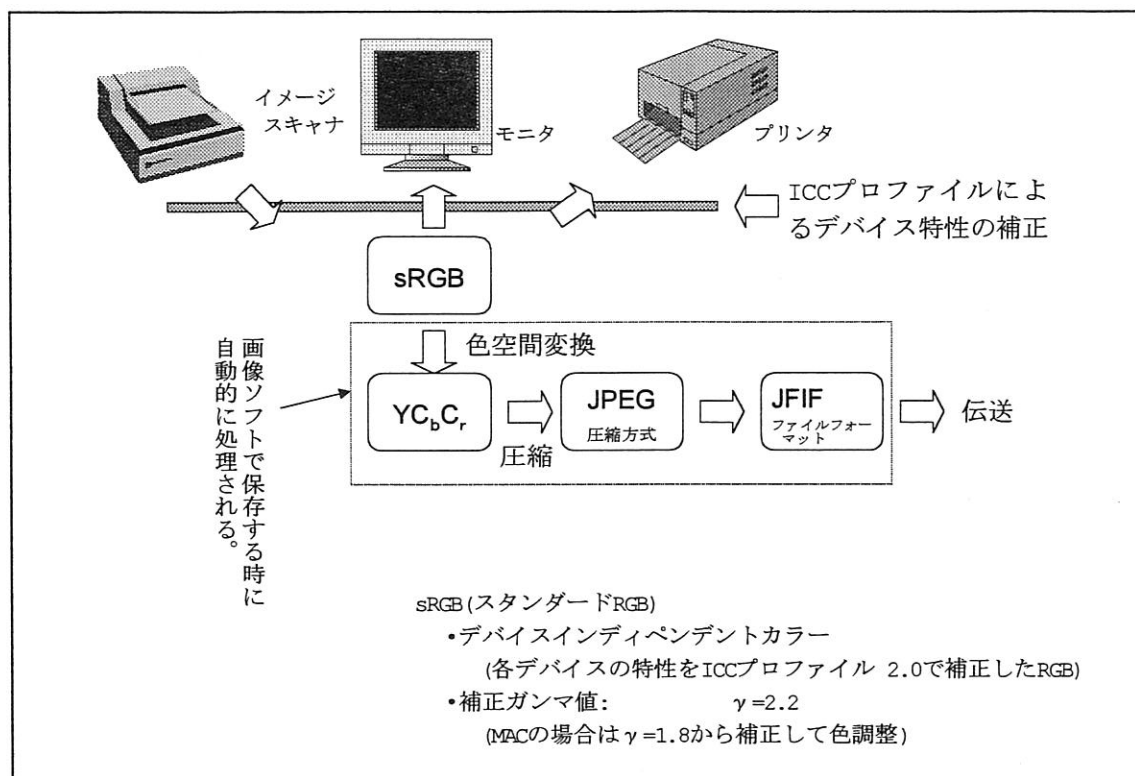 イメージ
スキャナ
モニタ
プリンタ
ICCプロファイルによ
るデバイス特性の補正
sRGB
色空間変換
画像ソフトで保存する時に
自動的に処理される。
YCbCr
圧縮
JPEG
圧縮方式
JFIF
ファイルフォー
マット
伝送
sRGB(スタンダードRGB)
•デバイスインディペンデントカラー
(各デバイスの特性をICCプロファイル 2.0で補正したRGB)
•補正ガンマ値: γ=2.2
(MACの場合はγ=1.8から補正して色調整)